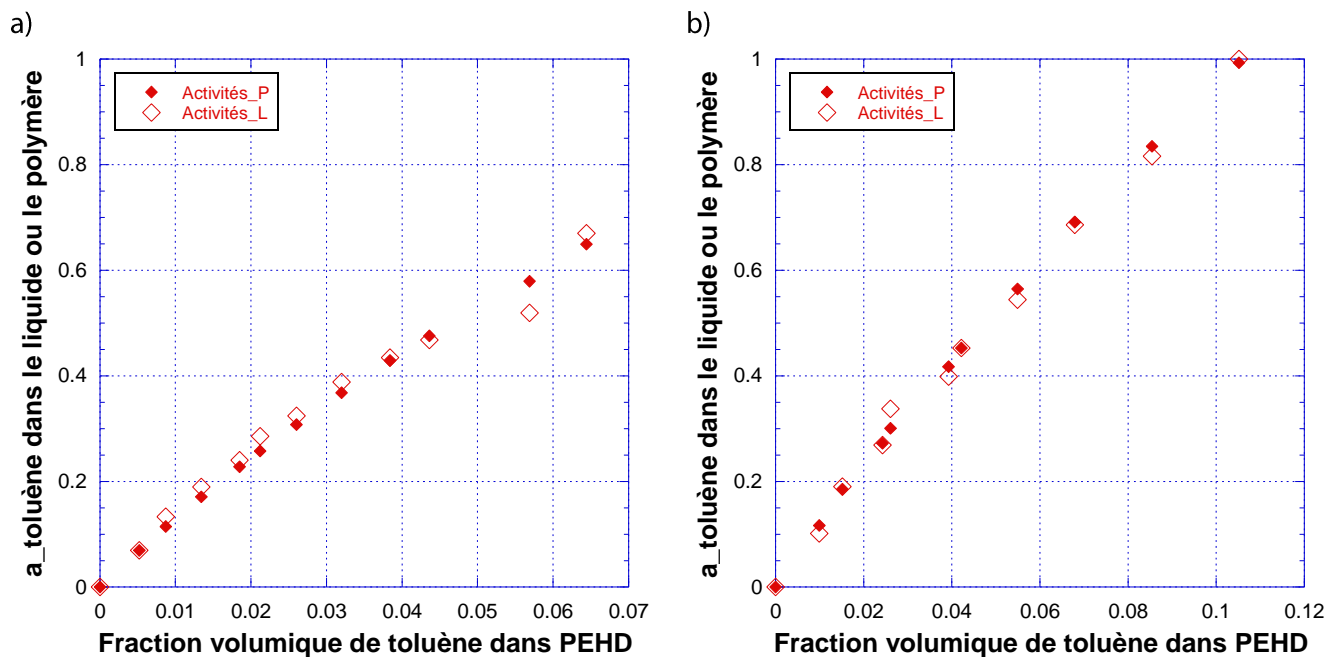 a)
a_toluène dans le liquide ou le polymère
1
0.8
0.6
0.4
0.2
0
Activités_P
Activités_L
0 0.01 0.02 0.03 0.04 0.05 0.06 0.07
Fraction volumique de toluène dans PEHD
b)
a_toluène dans le liquide ou le polymère
1
0.8
0.6
0.4
0.2
0
Activités_P
Activités_L
0 0.02 0.04 0.06 0.08 0.1 0.12
Fraction volumique de toluène dans PEHD